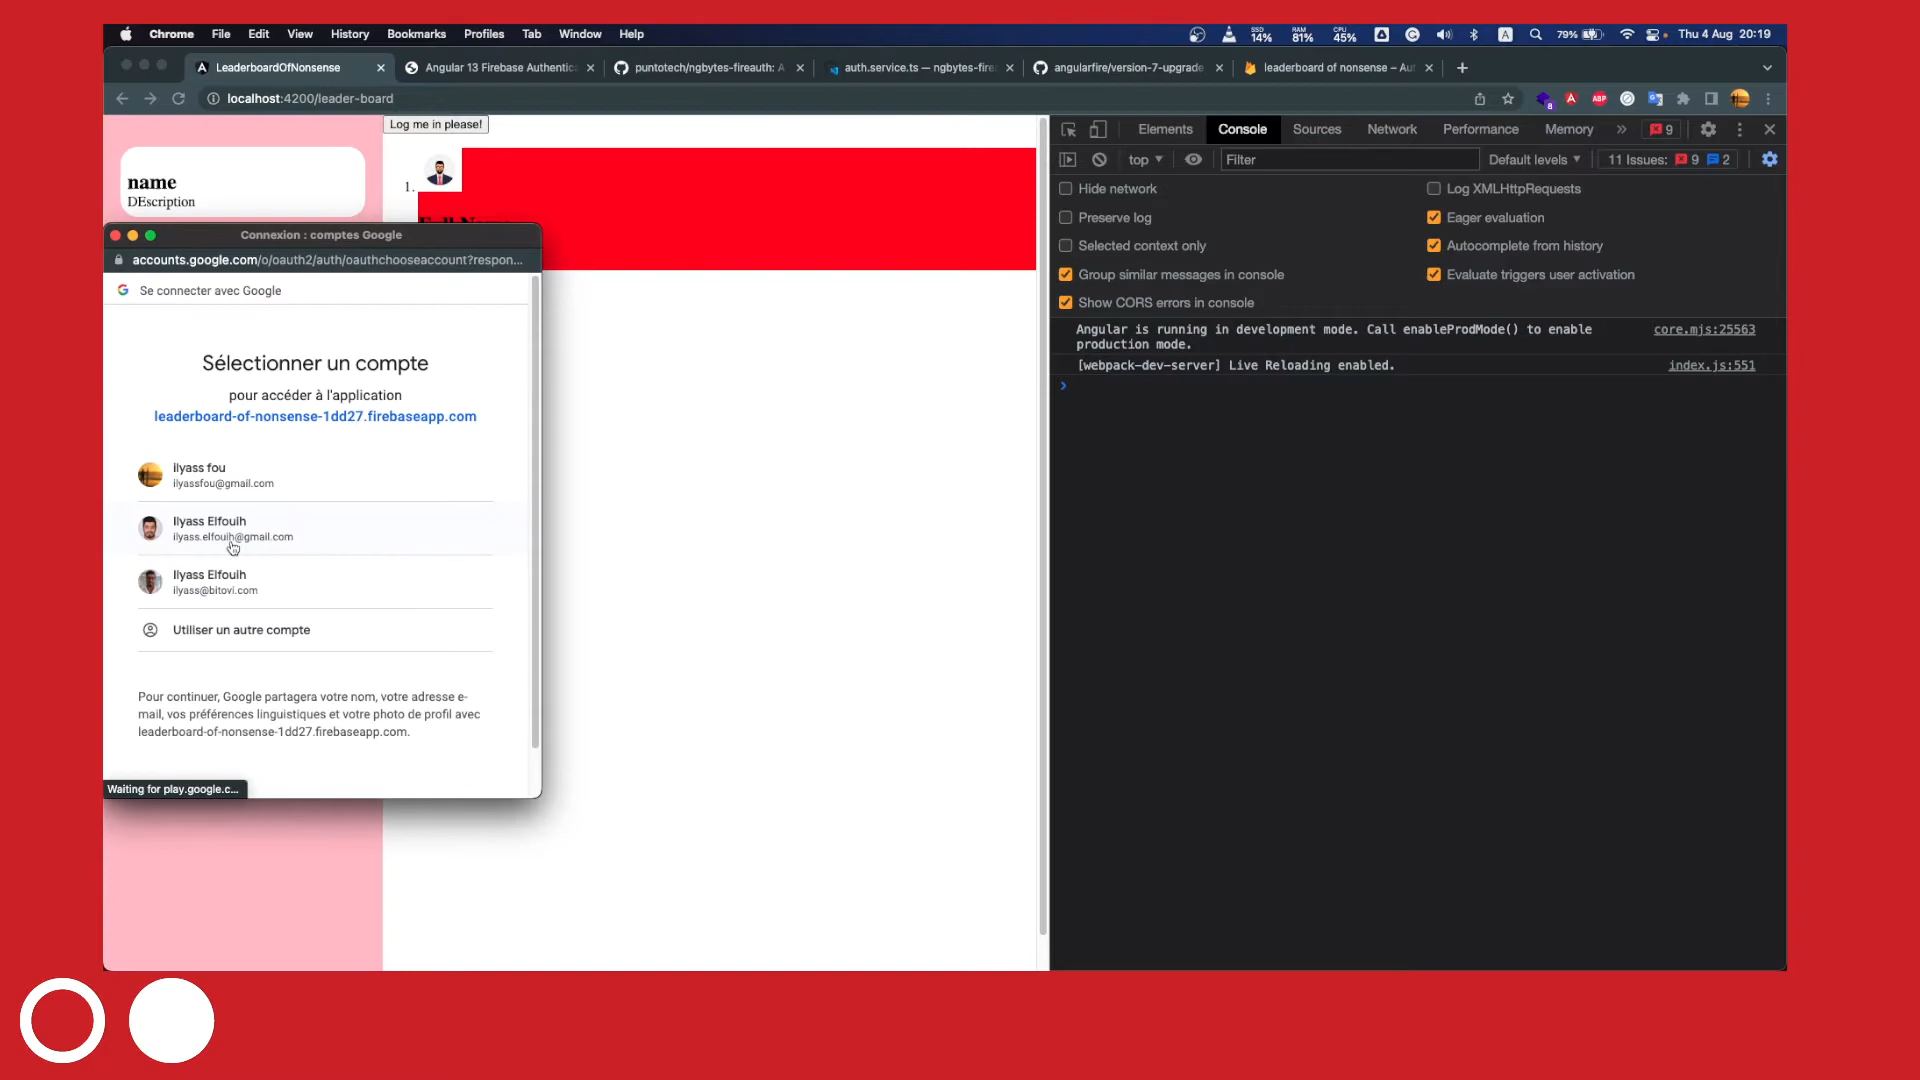 Chrome File Edit View History Bookmarks Profiles Tab Window Help
SSD 14% RAM 81% CPU 45% A 79% Thu 4 Aug 20:19
LeaderboardOfNonsense
Angular 13 Firebase Authentica
puntotech/ngbytes-fireauth: A
auth.service.ts — ngbytes-fire
angularfire/version-7-upgrade
leaderboard of nonsense – Aut
localhost:4200/leader-board
ABP
8
Log me in please!
name
DEscription
1.
Connexion : comptes Google
accounts.google.com/o/oauth2/auth/oauthchooseaccount?respon...
Se connecter avec Google
Sélectionner un compte
pour accéder à l'application
leaderboard-of-nonsense-1dd27.firebaseapp.com
ilyass fou
ilyassfou@gmail.com
Ilyass Elfouih
ilyass.elfouih@gmail.com
Ilyass Elfouih
ilyass@bitovi.com
Utiliser un autre compte
Pour continuer, Google partagera votre nom, votre adresse e-
mail, vos préférences linguistiques et votre photo de profil avec
leaderboard-of-nonsense-1dd27.firebaseapp.com.
Waiting for play.google.c...
Elements Console Sources Network Performance Memory » 9
top Filter Default levels 11 Issues: 9 2
Hide network
Log XMLHttpRequests
Preserve log
Eager evaluation
Selected context only
Autocomplete from history
Group similar messages in console
Evaluate triggers user activation
Show CORS errors in console
Angular is running in development mode. Call enableProdMode() to enable
production mode.
core.mjs:25563
[webpack-dev-server] Live Reloading enabled.
index.js:551